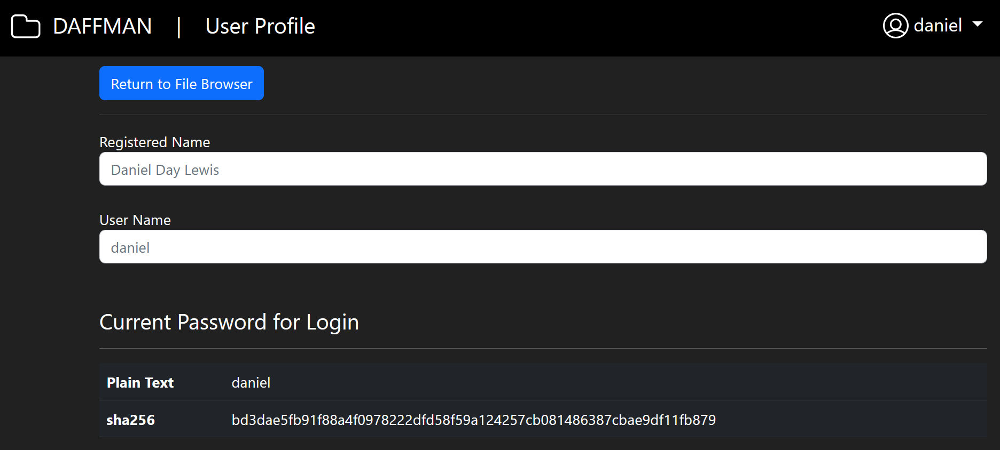 DAFFMAN | User Profile daniel
Return to File Browser
Registered Name
Daniel Day Lewis
User Name
daniel
Current Password for Login
Plain Text daniel
sha256 bd3dae5fb91f88a4f0978222dfd58f59a124257cb081486387cbae9df11fb879